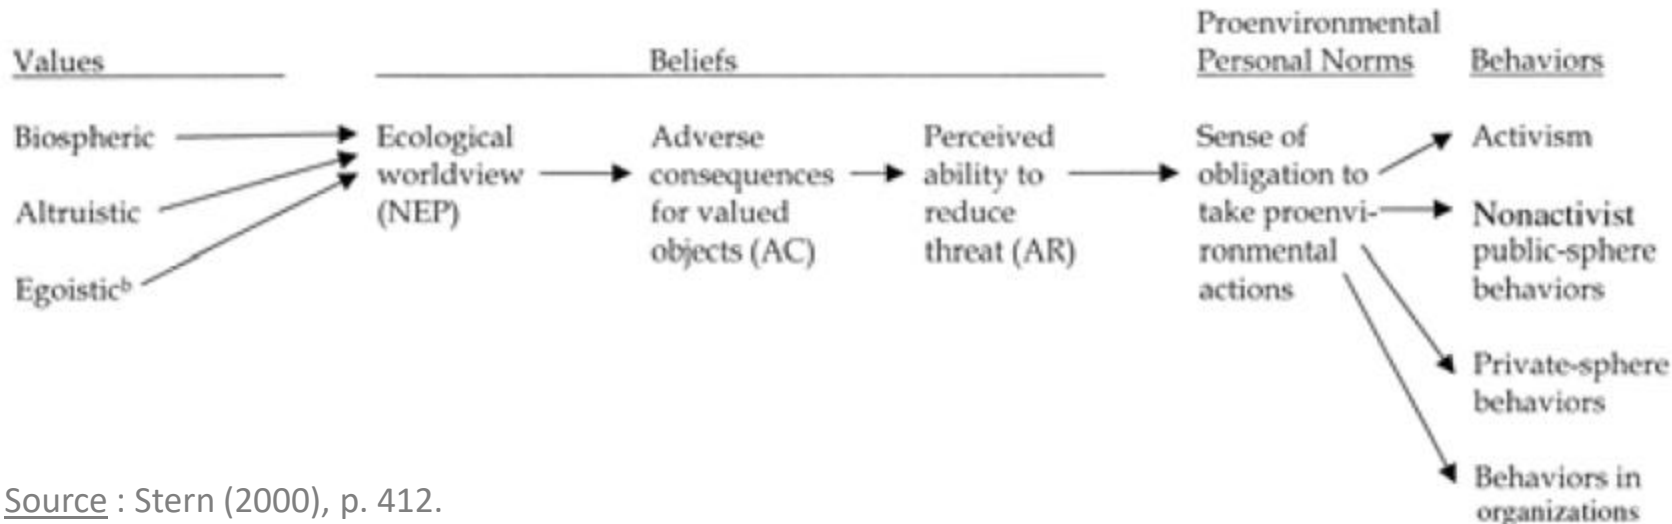 Values
Beliefs
Proenvironmental
Personal Norms
Behaviors
Biospheric
Altruistic
Egoisticᵇ
Ecological
worldview
(NEP)
Adverse
consequences
for valued
objects (AC)
Perceived
ability to
reduce
threat (AR)
Sense of
obligation to
take proenvi-
ronmental
actions
Activism
Nonactivist
public-sphere
behaviors
Private-sphere
behaviors
Behaviors in
organizations
Source : Stern (2000), p. 412.